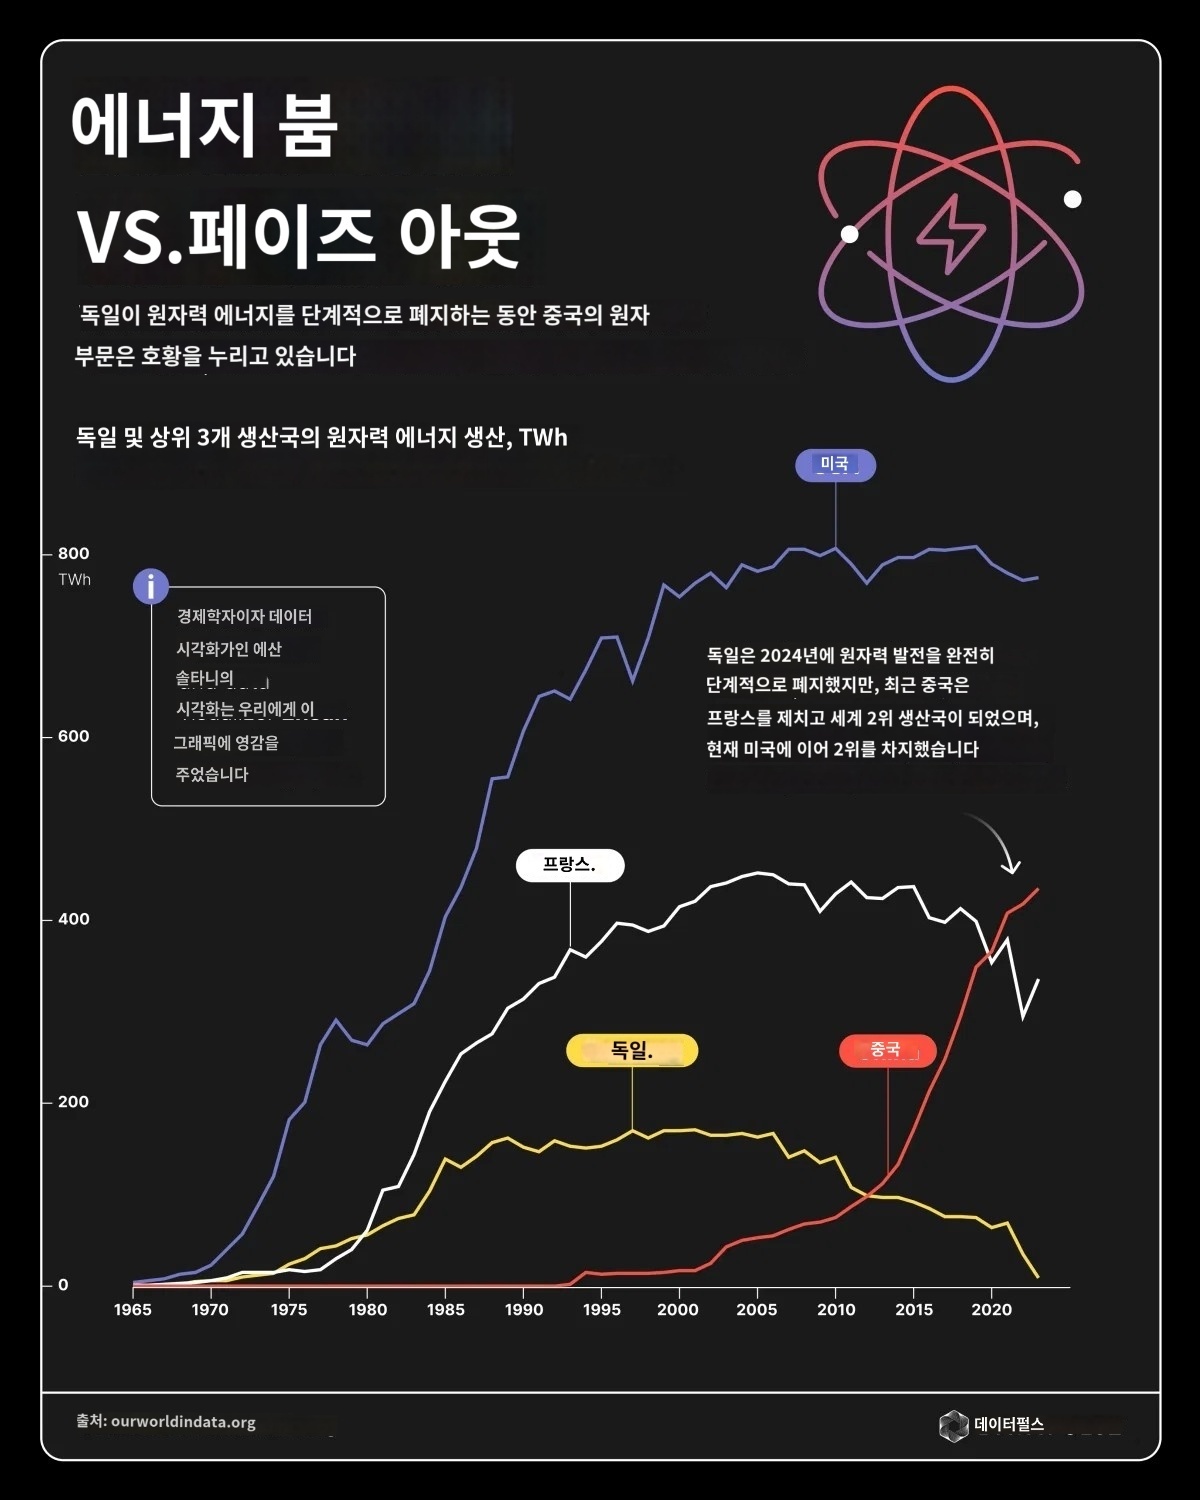 에너지 붐
VS.페이즈 아웃
독일이 원자력 에너지를 단계적으로 폐지하는 동안 중국의 원자
부문은 호황을 누리고 있습니다
독일 및 상위 3개 생산국의 원자력 에너지 생산, TWh
미국
800
TWh
i
경제학자이자 데이터
시각화가인 에산
솔타니의
시각화는 우리에게 이
그래픽에 영감을
주었습니다
독일은 2024년에 원자력 발전을 완전히
단계적으로 폐지했지만, 최근 중국은
프랑스를 제치고 세계 2위 생산국이 되었으며,
현재 미국에 이어 2위를 차지했습니다
600
프랑스.
400
독일.
중국
200
0
1965 1970 1975 1980 1985 1990 1995 2000 2005 2010 2015 2020
출처: ourworldindata.org
데이터펄스